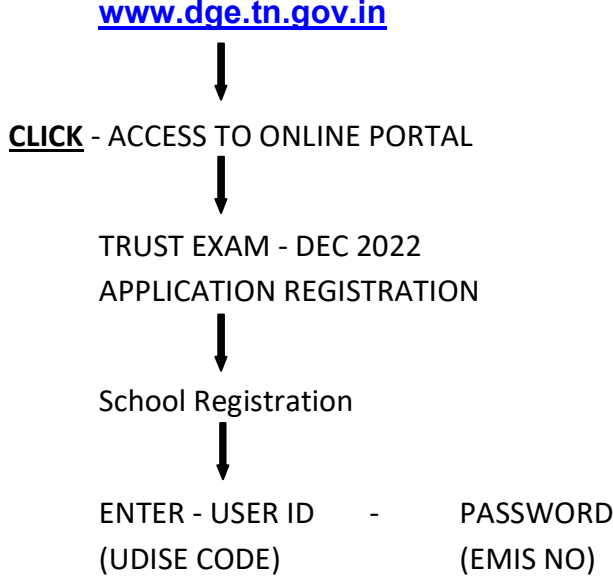 www.dge.tn.gov.in
CLICK - ACCESS TO ONLINE PORTAL
TRUST EXAM - DEC 2022
APPLICATION REGISTRATION
School Registration
ENTER - USER ID - PASSWORD
(UDISE CODE) (EMIS NO)